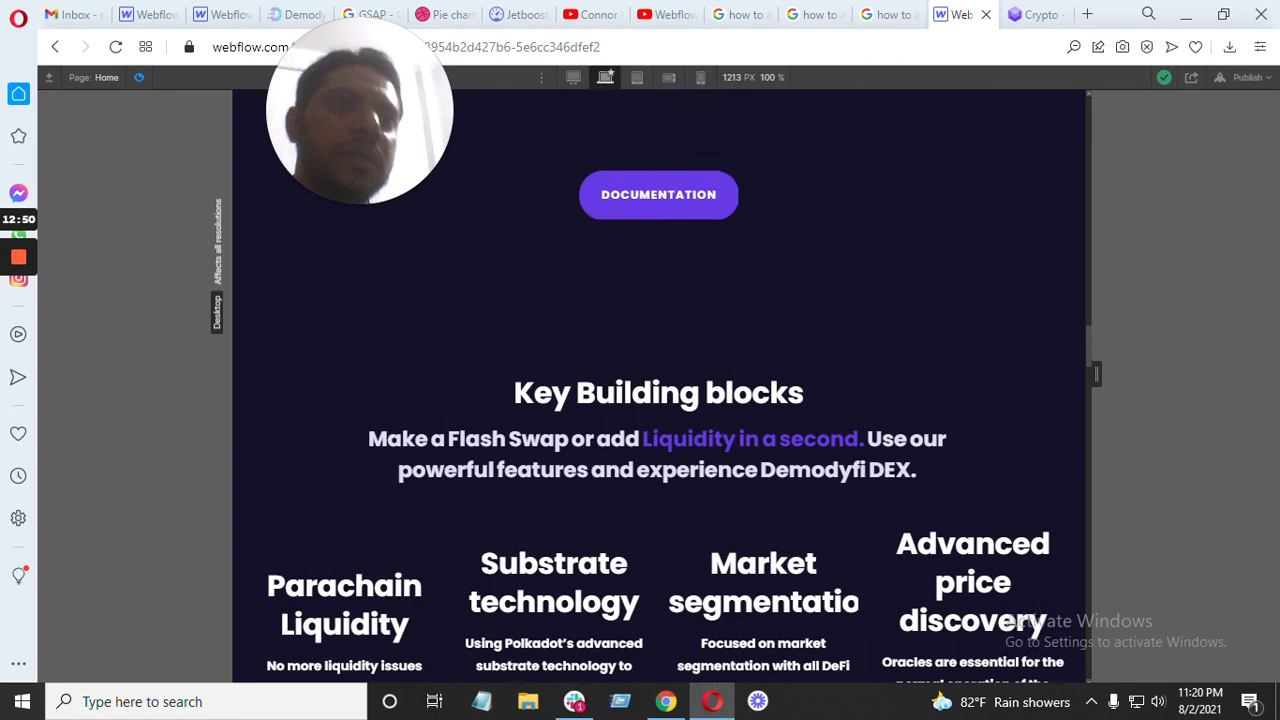 Inbox -
Webflow
Webflow
Demody
GSAP - G
Pie chart
Jetboost
Connor
Webflow
how to a
how to a
how to a
Web
Crypto -
webflow.com/
3954b2d427b6-5e6cc346dfef2
Page: Home
1213 PX 100 %
Publish
DOCUMENTATION
12:50
Affects all resolutions
Desktop
Key Building blocks
Make a Flash Swap or add Liquidity in a second. Use our
powerful features and experience Demodyfi DEX.
Parachain
Liquidity
No more liquidity issues
Substrate
technology
Using Polkadot's advanced
substrate technology to
Market
segmentatio
Focused on market
segmentation with all DeFi
Advanced
price
discovery
Oracles are essential for the
Activate Windows
Go to Settings to activate Windows.
Type here to search
1
82°F Rain showers
11:20 PM
8/2/2021
1